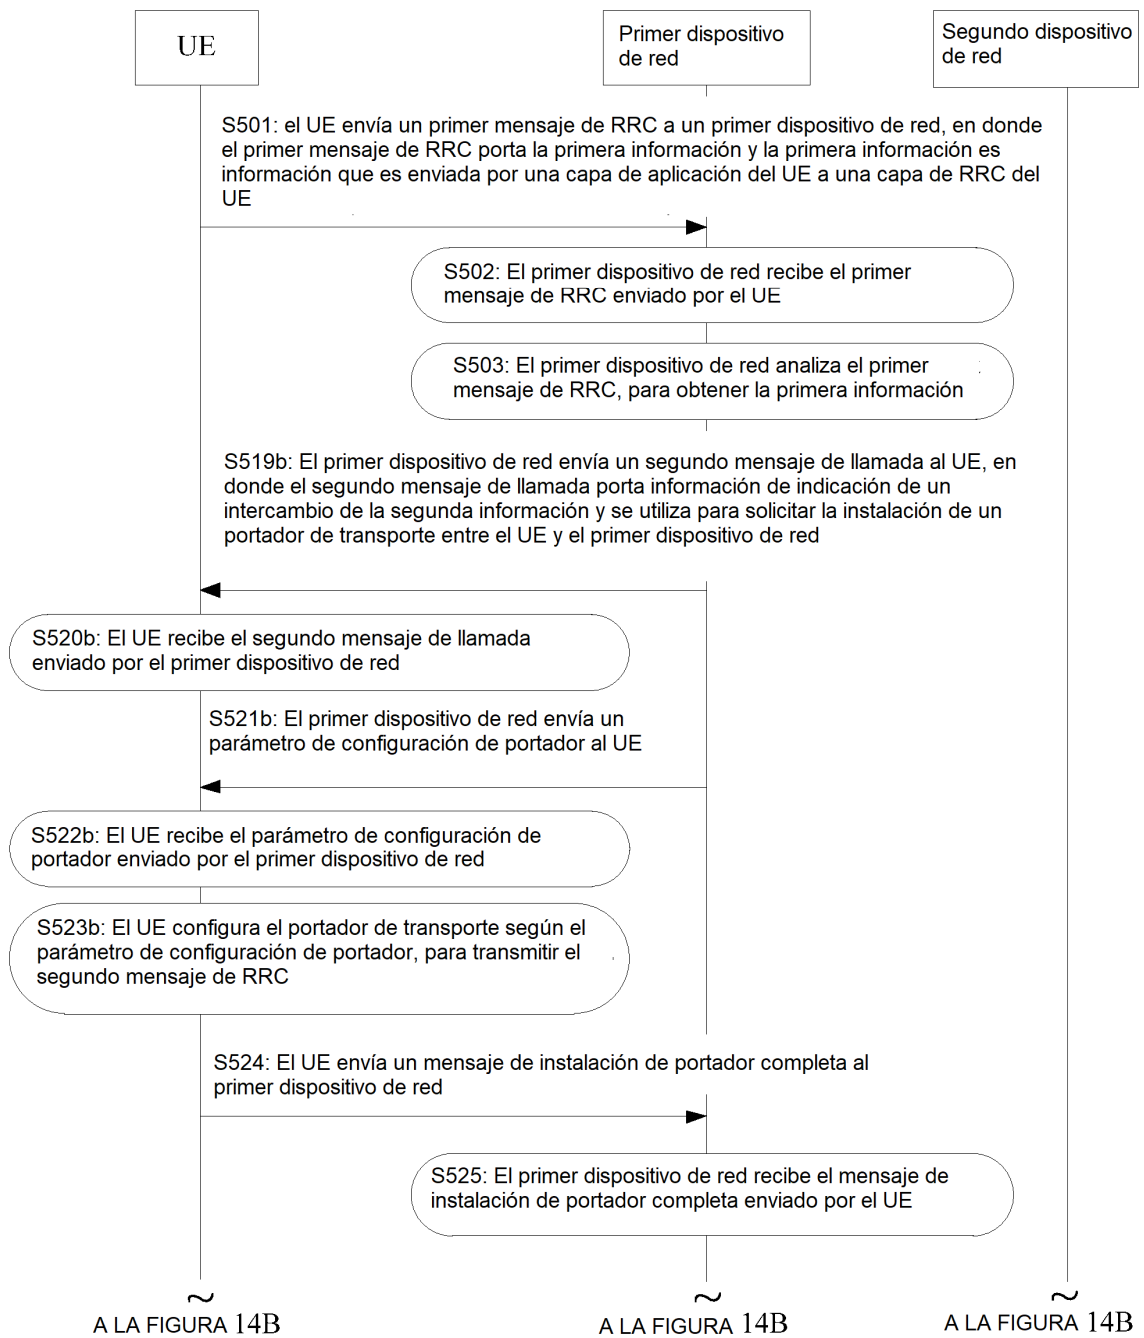 UE
Primer dispositivo
de red
Segundo dispositivo
de red
S501: el UE envía un primer mensaje de RRC a un primer dispositivo de red, en donde
el primer mensaje de RRC porta la primera información y la primera información es
información que es enviada por una capa de aplicación del UE a una capa de RRC del
UE
S502: El primer dispositivo de red recibe el primer
mensaje de RRC enviado por el UE
S503: El primer dispositivo de red analiza el primer
mensaje de RRC, para obtener la primera información
S519b: El primer dispositivo de red envía un segundo mensaje de llamada al UE, en
donde el segundo mensaje de llamada porta información de indicación de un
intercambio de la segunda información y se utiliza para solicitar la instalación de un
portador de transporte entre el UE y el primer dispositivo de red
S520b: El UE recibe el segundo mensaje de llamada
enviado por el primer dispositivo de red
S521b: El primer dispositivo de red envía un
parámetro de configuración de portador al UE
S522b: El UE recibe el parámetro de configuración de
portador enviado por el primer dispositivo de red
S523b: El UE configura el portador de transporte según el
parámetro de configuración de portador, para transmitir el
segundo mensaje de RRC
S524: El UE envía un mensaje de instalación de portador completa al
primer dispositivo de red
S525: El primer dispositivo de red recibe el mensaje de
instalación de portador completa enviado por el UE
A LA FIGURA 14B
A LA FIGURA 14B
A LA FIGURA 14B